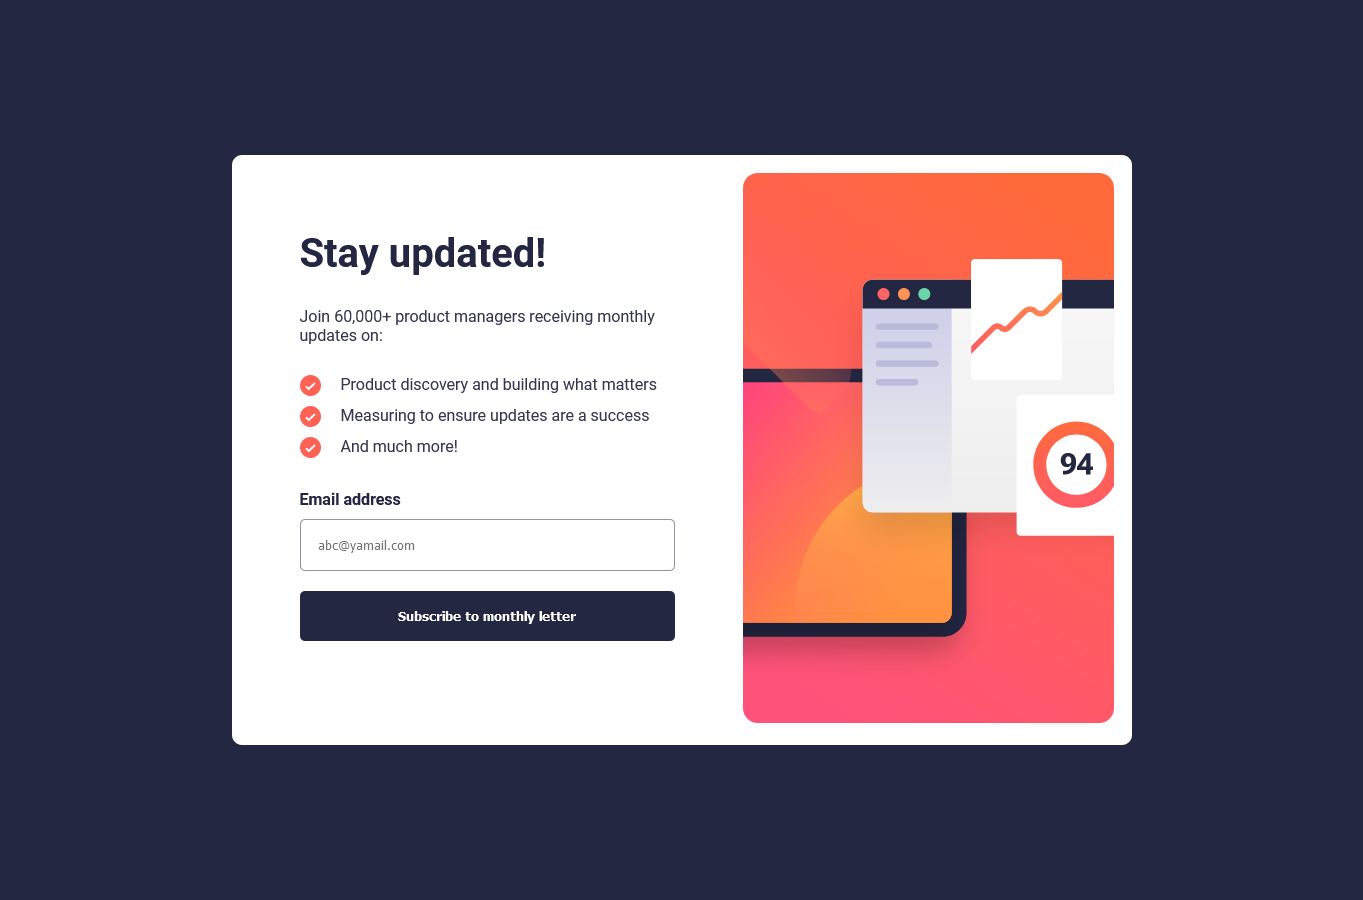 Stay updated!
Join 60,000+ product managers receiving monthly
updates on:
Product discovery and building what matters
Measuring to ensure updates are a success
And much more!
Email address
abc@yamail.com
Subscribe to monthly letter
94